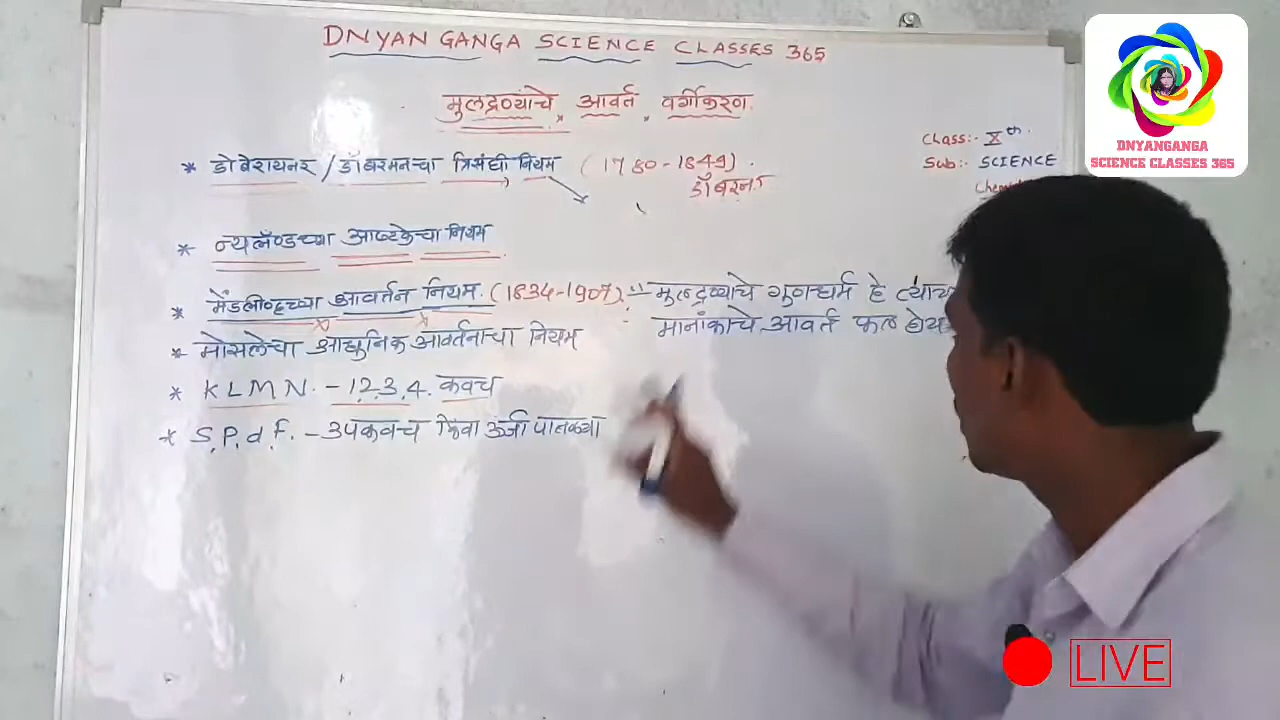 DNYAN GANGA SCIENCE CLASSES 365
मुलद्रव्यांचे आवर्त वर्गीकरण
Class:- Xth
Sub:- SCIENCE
* डोबेरायनर / डॉबरमनचा त्रिसंधी नियम (1780-1849)
डॉबरनर
* न्यूलँण्डच्या अष्टकेचा नियम
* मेंडलीव्हच्या आवर्तन नियम. (1834-1907) :- मूलद्रव्याचे गुणधर्म हे त्यांच्य
मानांकाचे आवर्त फल होय
* मोसलेचा आधुनिक आवर्तनाचा नियम
* K L M N. - 1,2,3,4. कवच
* S, P, d, F. - उपकवच किंवा ऊर्जा पातळ्या
DNYANGANGA
SCIENCE CLASSES 365
LIVE